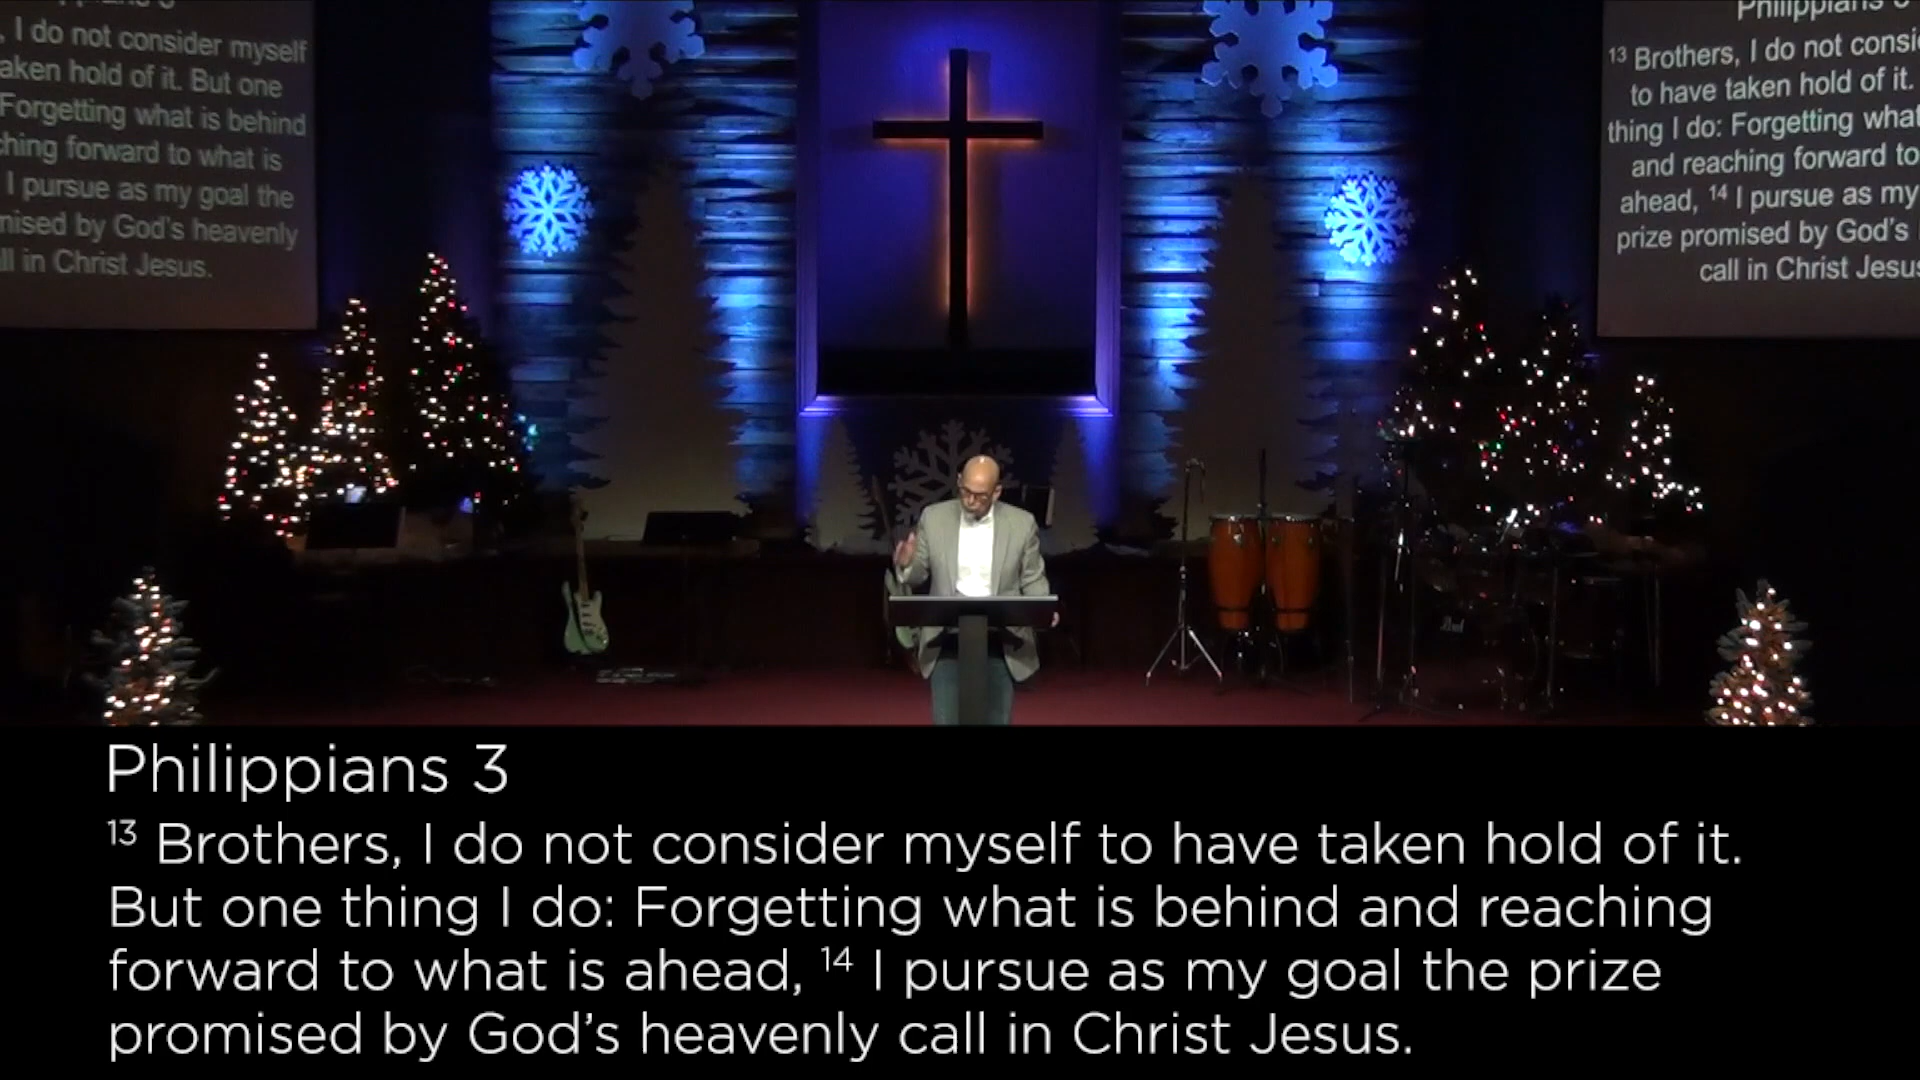 I do not consider myself
taken hold of it. But one
Forgetting what is behind
ching forward to what is
I pursue as my goal the
mised by God's heavenly
ll in Christ Jesus.
Philippians 3
13 Brothers, I do not consi
to have taken hold of it.
thing I do: Forgetting what
and reaching forward to
ahead, 14 I pursue as my
prize promised by God's
call in Christ Jesus
Philippians 3
13 Brothers, I do not consider myself to have taken hold of it.
But one thing I do: Forgetting what is behind and reaching
forward to what is ahead, 14 I pursue as my goal the prize
promised by God's heavenly call in Christ Jesus.